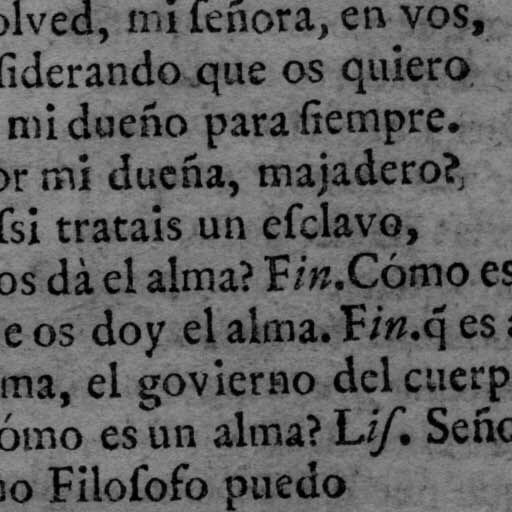 olved, mi ſeñora, en vos,
ſiderando que os quiero
mi dueño para ſiempre.
or mi dueña, majadero?
ſsi tratais un eſclavo,
os dà el alma? Fin. Cómo es
e os doy el alma. Fin. q̃ es a
ma, el govierno del cuerp
ómo es un alma? Liſ. Seño
no Filoſofo puedo